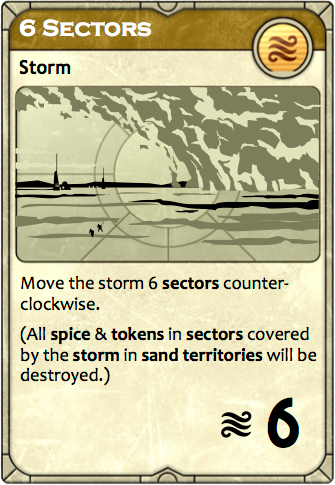 6 SECTORS
Storm
Move the storm 6 sectors counter-
clockwise.
(All spice & tokens in sectors covered
by the storm in sand territories will be
destroyed.)
6